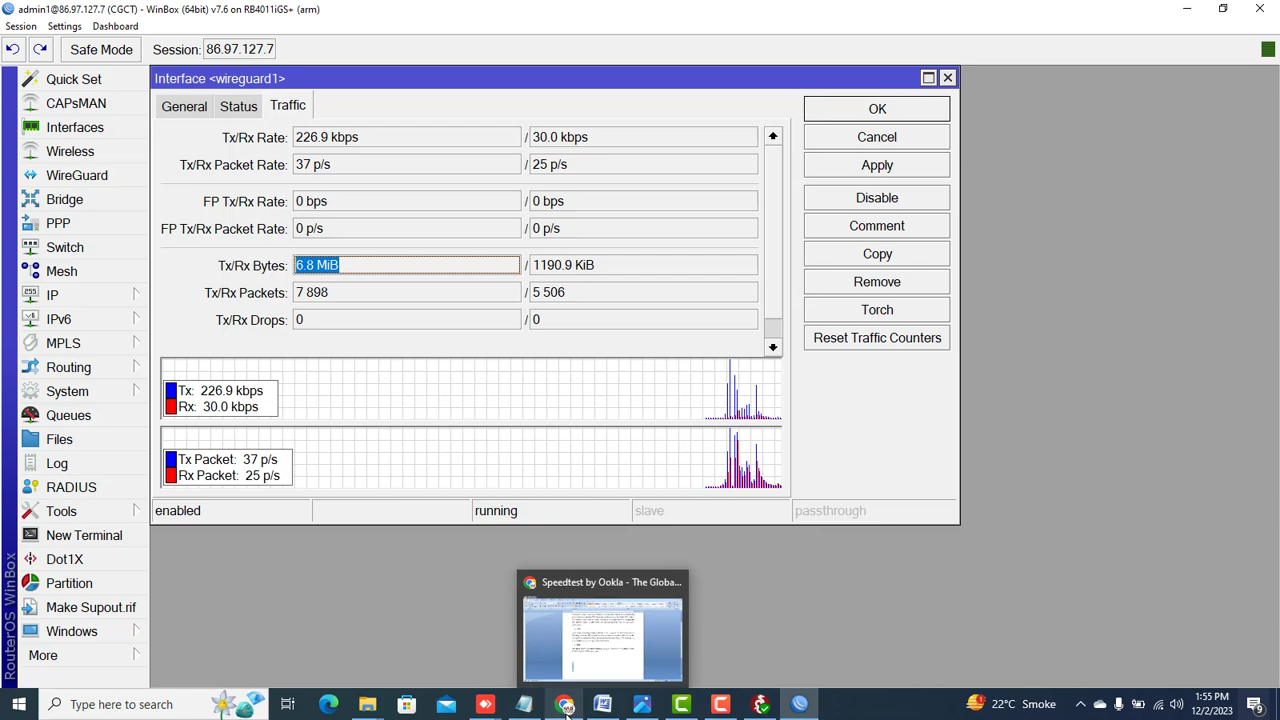 admin1@86.97.127.7 (CGCT) - WinBox (64bit) v7.6 on RB4011iGS+ (arm)
Session Settings Dashboard
Safe Mode Session: 86.97.127.7
RouterOS WinBox
Quick Set
CAPsMAN
Interfaces
Wireless
WireGuard
Bridge
PPP
Switch
Mesh
IP
IPv6
MPLS
Routing
System
Queues
Files
Log
RADIUS
Tools
New Terminal
Dot1X
Partition
Make Supout.rif
Windows
More
Interface <wireguard1>
General Status Traffic
Tx/Rx Rate: 226.9 kbps / 30.0 kbps
Tx/Rx Packet Rate: 37 p/s / 25 p/s
FP Tx/Rx Rate: 0 bps / 0 bps
FP Tx/Rx Packet Rate: 0 p/s / 0 p/s
Tx/Rx Bytes: 6.8 MiB / 1190.9 KiB
Tx/Rx Packets: 7 898 / 5 506
Tx/Rx Drops: 0 / 0
Tx: 226.9 kbps
Rx: 30.0 kbps
Tx Packet: 37 p/s
Rx Packet: 25 p/s
enabled running slave passthrough
OK
Cancel
Apply
Disable
Comment
Copy
Remove
Torch
Reset Traffic Counters
Speedtest by Ookla - The Globa...
Type here to search
22°C Smoke
1:55 PM
12/2/2023